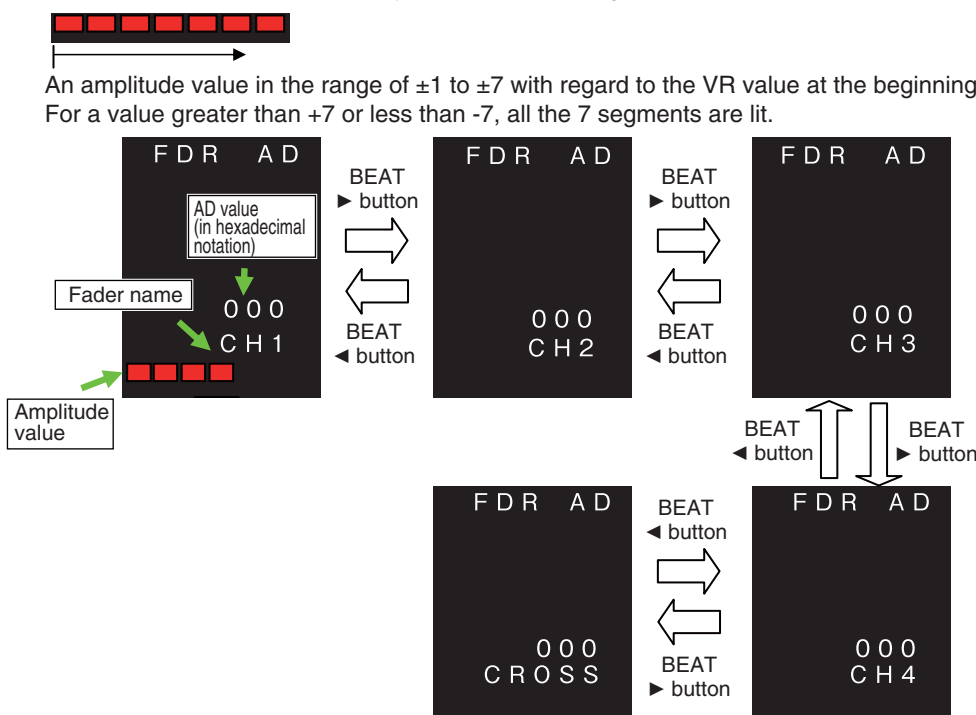 An amplitude value in the range of ±1 to ±7 with regard to the VR value at the beginning
For a value greater than +7 or less than -7, all the 7 segments are lit.
FDR AD
AD value
(in hexadecimal
notation)
Fader name
000
CH1
Amplitude
value
BEAT
► button
BEAT
◄ button
FDR AD
000
CH2
BEAT
► button
BEAT
◄ button
FDR AD
000
CH3
BEAT
◄ button
BEAT
► button
FDR AD
000
CROSS
BEAT
◄ button
BEAT
► button
FDR AD
000
CH4